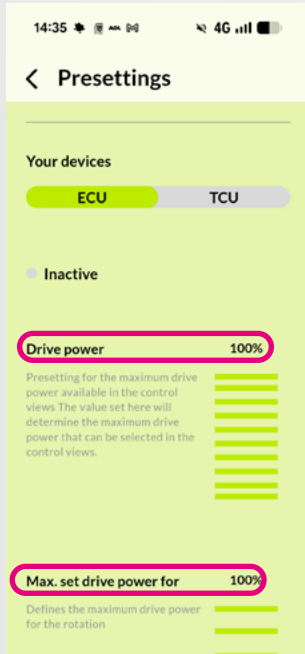 14:35 4G
Presettings
Your devices
ECU TCU
Inactive
Drive power 100%
Presetting for the maximum drive
power available in the control
views The value set here will
determine the maximum drive
power that can be selected in the
control views.
Max. set drive power for 100%
Defines the maximum drive power
for the rotation